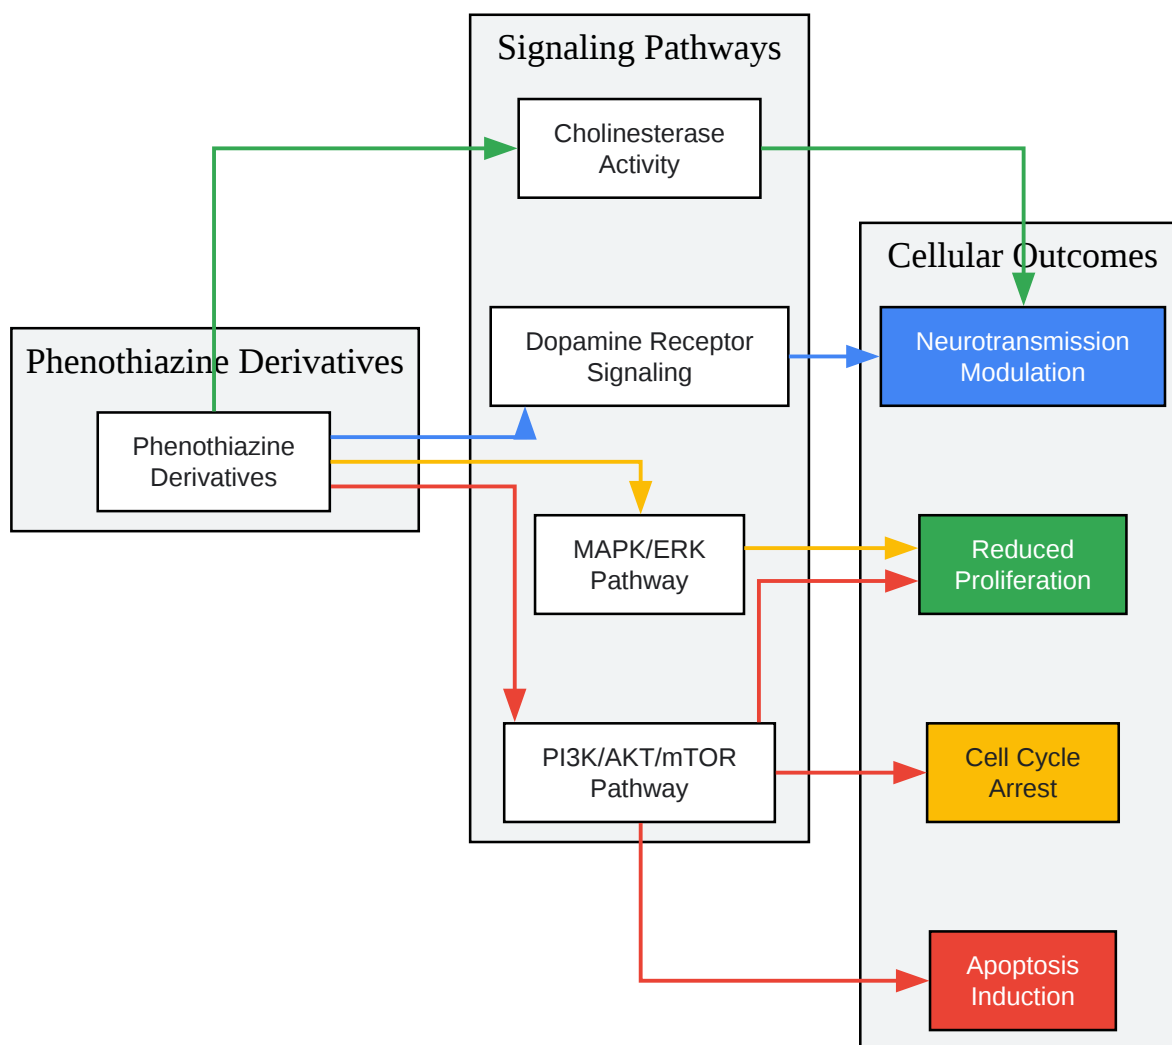 Signaling Pathways
Cholinesterase
Activity
Cellular Outcomes
Dopamine Receptor
Signaling
Neurotransmission
Modulation
Phenothiazine Derivatives
Phenothiazine
Derivatives
MAPK/ERK
Pathway
Reduced
Proliferation
PI3K/AKT/mTOR
Pathway
Cell Cycle
Arrest
Apoptosis
Induction